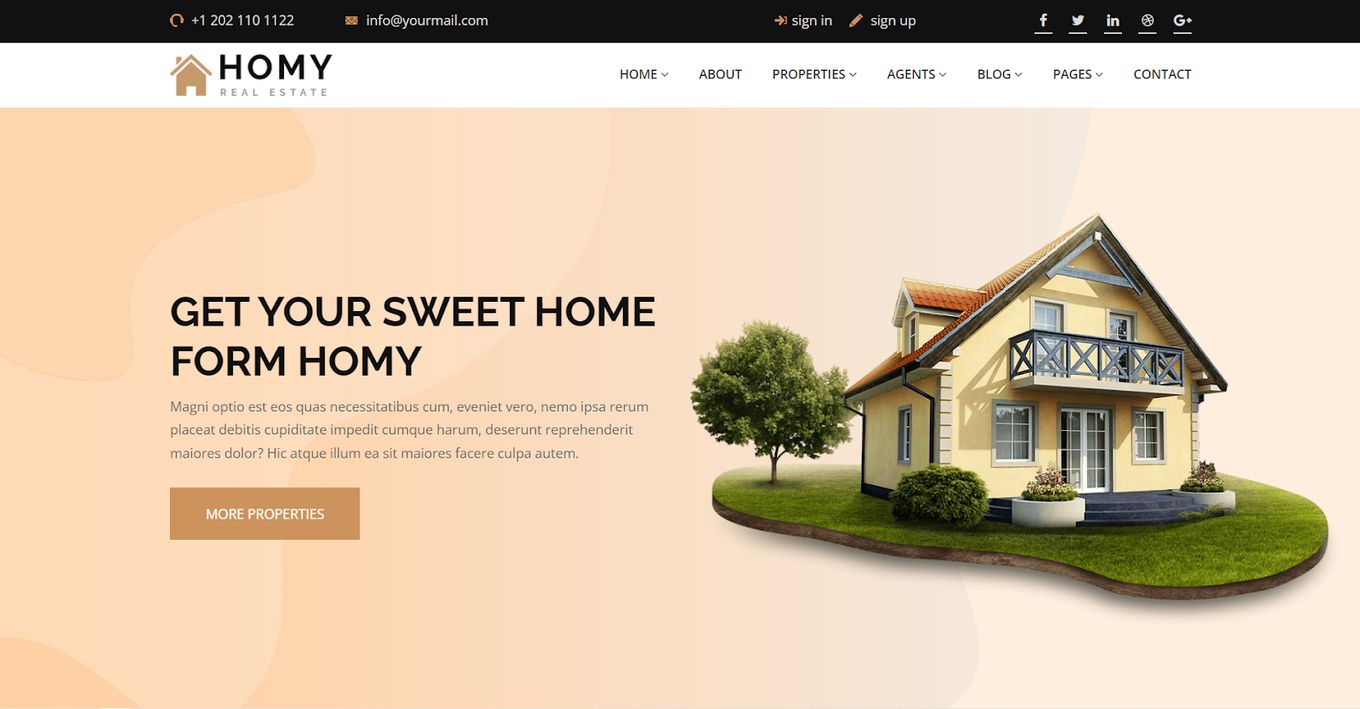 +1 202 110 1122 info@yourmail.com sign in sign up
HOMY
REAL ESTATE
HOME ABOUT PROPERTIES AGENTS BLOG PAGES CONTACT
GET YOUR SWEET HOME
FORM HOMY
Magni optio est eos quas necessitatibus cum, eveniet vero, nemo ipsa rerum
placeat debitis cupiditate impedit cumque harum, deserunt reprehenderit
maiores dolor? Hic atque illum ea sit maiores facere culpa autem.
MORE PROPERTIES